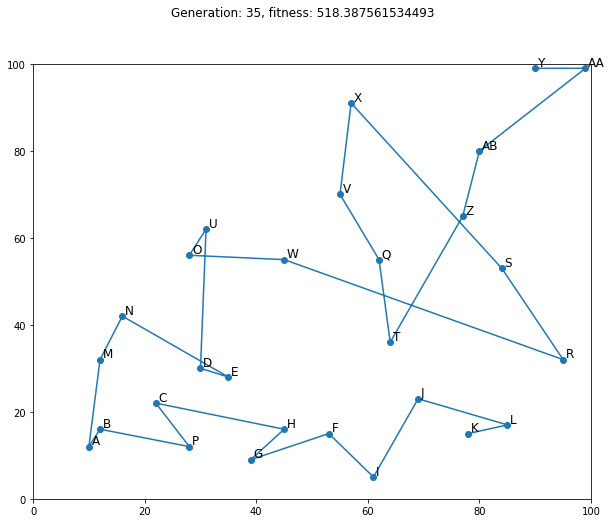 Generation: 35, fitness: 518.387561534493
100
Y
AA
X
80
AB
V
Z
U
60
O
W
Q
S
N
40
T
M
R
D
E
20
C
J
B
H
L
F
K
A
P
G
I
0
0
20
40
60
80
100